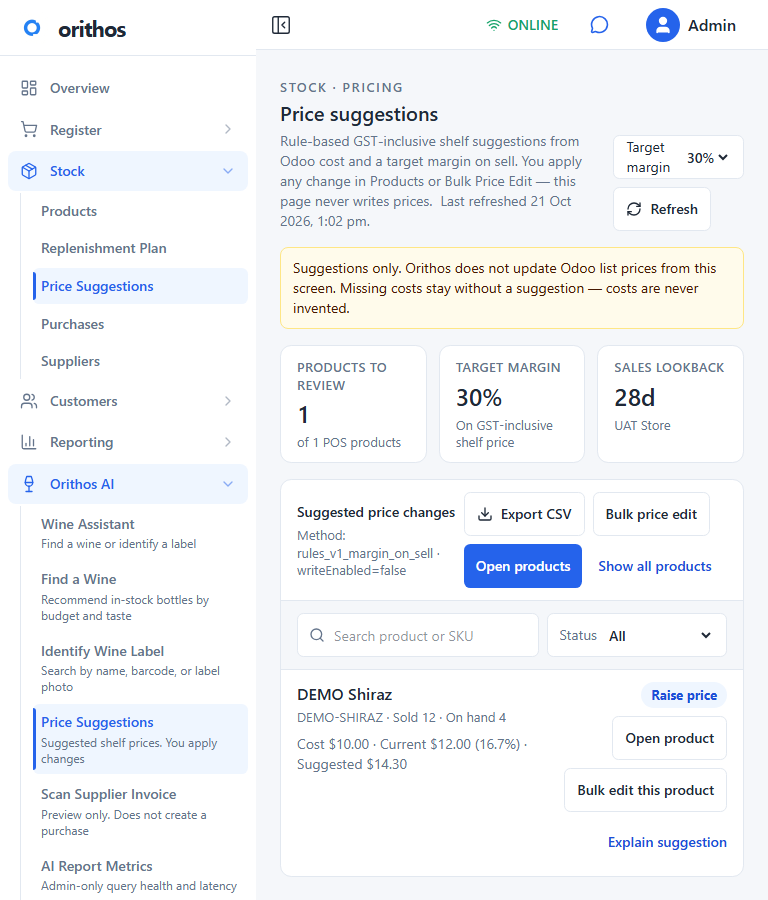 orithos
ONLINE
Admin
Overview
Register
Stock
Products
Replenishment Plan
Price Suggestions
Purchases
Suppliers
Customers
Reporting
Orithos AI
Wine Assistant
Find a wine or identify a label
Find a Wine
Recommend in-stock bottles by
budget and taste
Identify Wine Label
Search by name, barcode, or label
photo
Price Suggestions
Suggested shelf prices. You apply
changes
Scan Supplier Invoice
Preview only. Does not create a
purchase
AI Report Metrics
Admin-only query health and latency
STOCK · PRICING
Price suggestions
Rule-based GST-inclusive shelf suggestions from
Odoo cost and a target margin on sell. You apply
any change in Products or Bulk Price Edit — this
page never writes prices. Last refreshed 21 Oct
2026, 1:02 pm.
Target
margin
30%
Refresh
Suggestions only. Orithos does not update Odoo list prices from this
screen. Missing costs stay without a suggestion — costs are never
invented.
PRODUCTS TO
REVIEW
1
of 1 POS products
TARGET MARGIN
30%
On GST-inclusive
shelf price
SALES LOOKBACK
28d
UAT Store
Suggested price changes
Method:
rules_v1_margin_on_sell ·
writeEnabled=false
Export CSV
Bulk price edit
Open products
Show all products
Search product or SKU
Status All
DEMO Shiraz
DEMO-SHIRAZ · Sold 12 · On hand 4
Cost $10.00 · Current $12.00 (16.7%) ·
Suggested $14.30
Raise price
Open product
Bulk edit this product
Explain suggestion